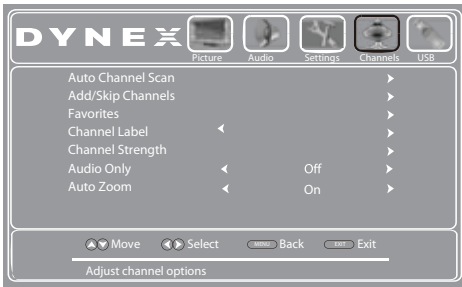 DYNEX
Picture Audio Settings Channels USB
Auto Channel Scan
Add/Skip Channels
Favorites
Channel Label
Channel Strength
Audio Only Off
Auto Zoom On
Move Select MENU Back EXIT Exit
Adjust channel options